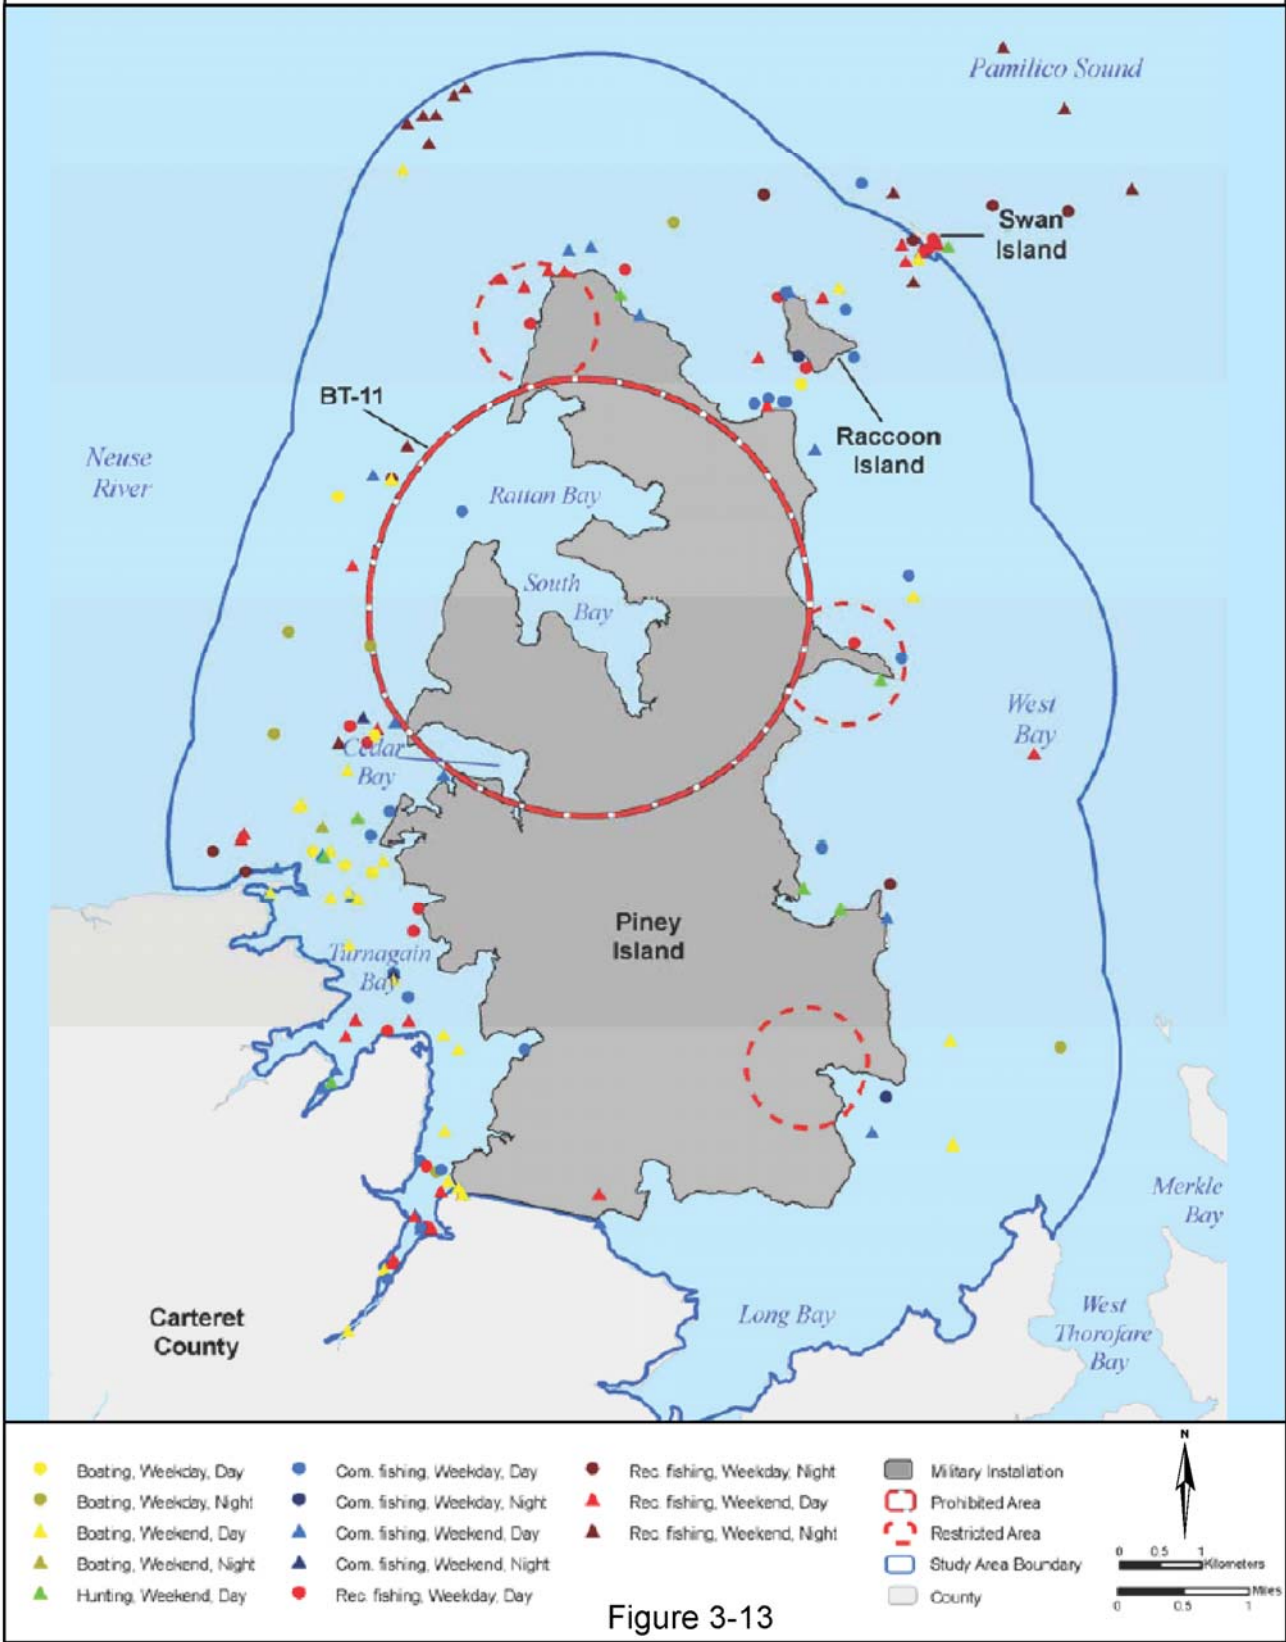 Pamilico Sound
Swan
Island
BT-11
Raccoon
Island
Neuse
River
Rattan Bay
South
Bay
West
Bay
Cedar
Bay
Piney
Island
Turnagain
Bay
Merkle
Bay
Carteret
County
Long Bay
West
Thorofare
Bay
Boating, Weekday, Day
Boating, Weekday, Night
Boating, Weekend, Day
Boating, Weekend, Night
Hunting, Weekend, Day
Com. fishing, Weekday, Day
Com. fishing, Weekday, Night
Com. fishing, Weekend, Day
Com. fishing, Weekend, Night
Rec. fishing, Weekday, Day
Rec. fishing, Weekday, Night
Rec. fishing, Weekend, Day
Rec. fishing, Weekend, Night
Military Installation
Prohibited Area
Restricted Area
Study Area Boundary
County
N
0 0.5 1
Kilometers
Miles
0 0.5 1
Figure 3-13